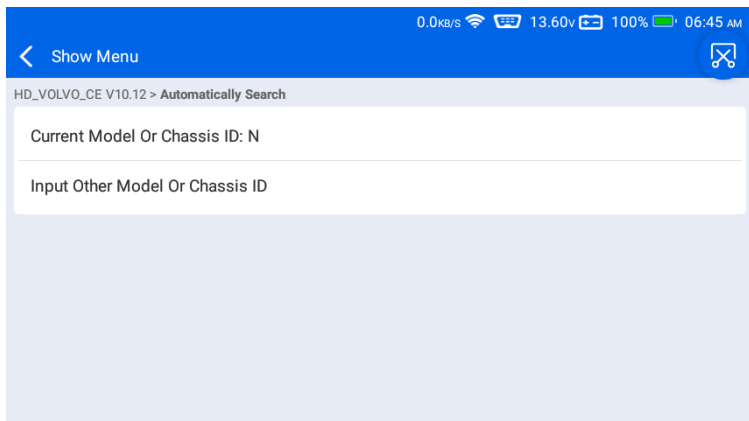 0.0KB/S 13.60V 100% 06:45 AM
Show Menu
HD_VOLVO_CE V10.12 > Automatically Search
Current Model Or Chassis ID: N
Input Other Model Or Chassis ID